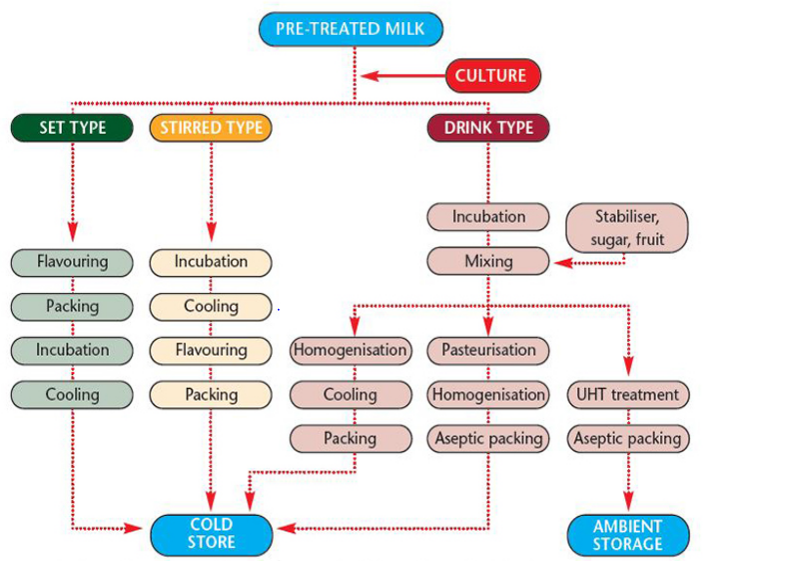 PRE-TREATED MILK
CULTURE
SET TYPE
STIRRED TYPE
DRINK TYPE
Incubation
Stabiliser,
sugar, fruit
Mixing
Flavouring
Packing
Incubation
Cooling
Incubation
Cooling
Flavouring
Packing
Homogenisation
Cooling
Packing
Pasteurisation
Homogenisation
Aseptic packing
UHT treatment
Aseptic packing
COLD
STORE
AMBIENT
STORAGE